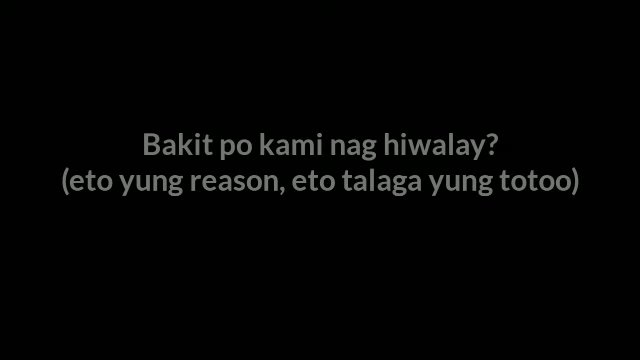 Bakit po kami nag hiwalay?
(eto yung reason, eto talaga yung totoo)